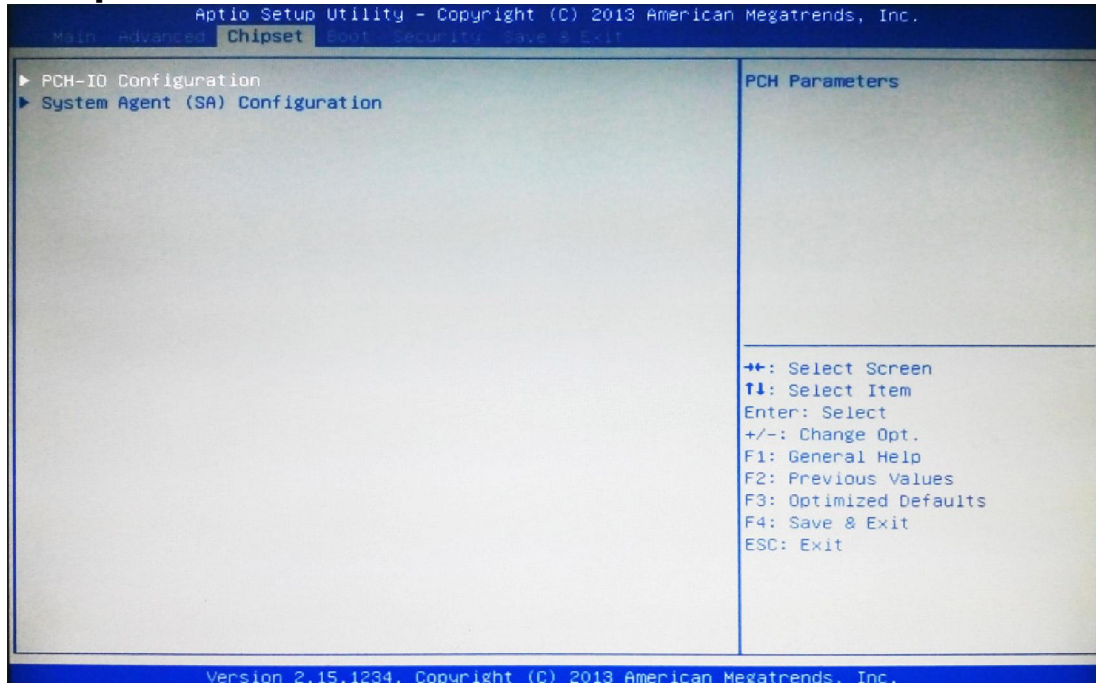 Aptio Setup Utility – Copyright (C) 2013 American Megatrends, Inc.
Main Advanced Chipset Boot Security Save & Exit
► PCH-IO Configuration
► System Agent (SA) Configuration
PCH Parameters
→←: Select Screen
↑↓: Select Item
Enter: Select
+/-: Change Opt.
F1: General Help
F2: Previous Values
F3: Optimized Defaults
F4: Save & Exit
ESC: Exit
Version 2.15.1234. Copyright (C) 2013 American Megatrends, Inc.